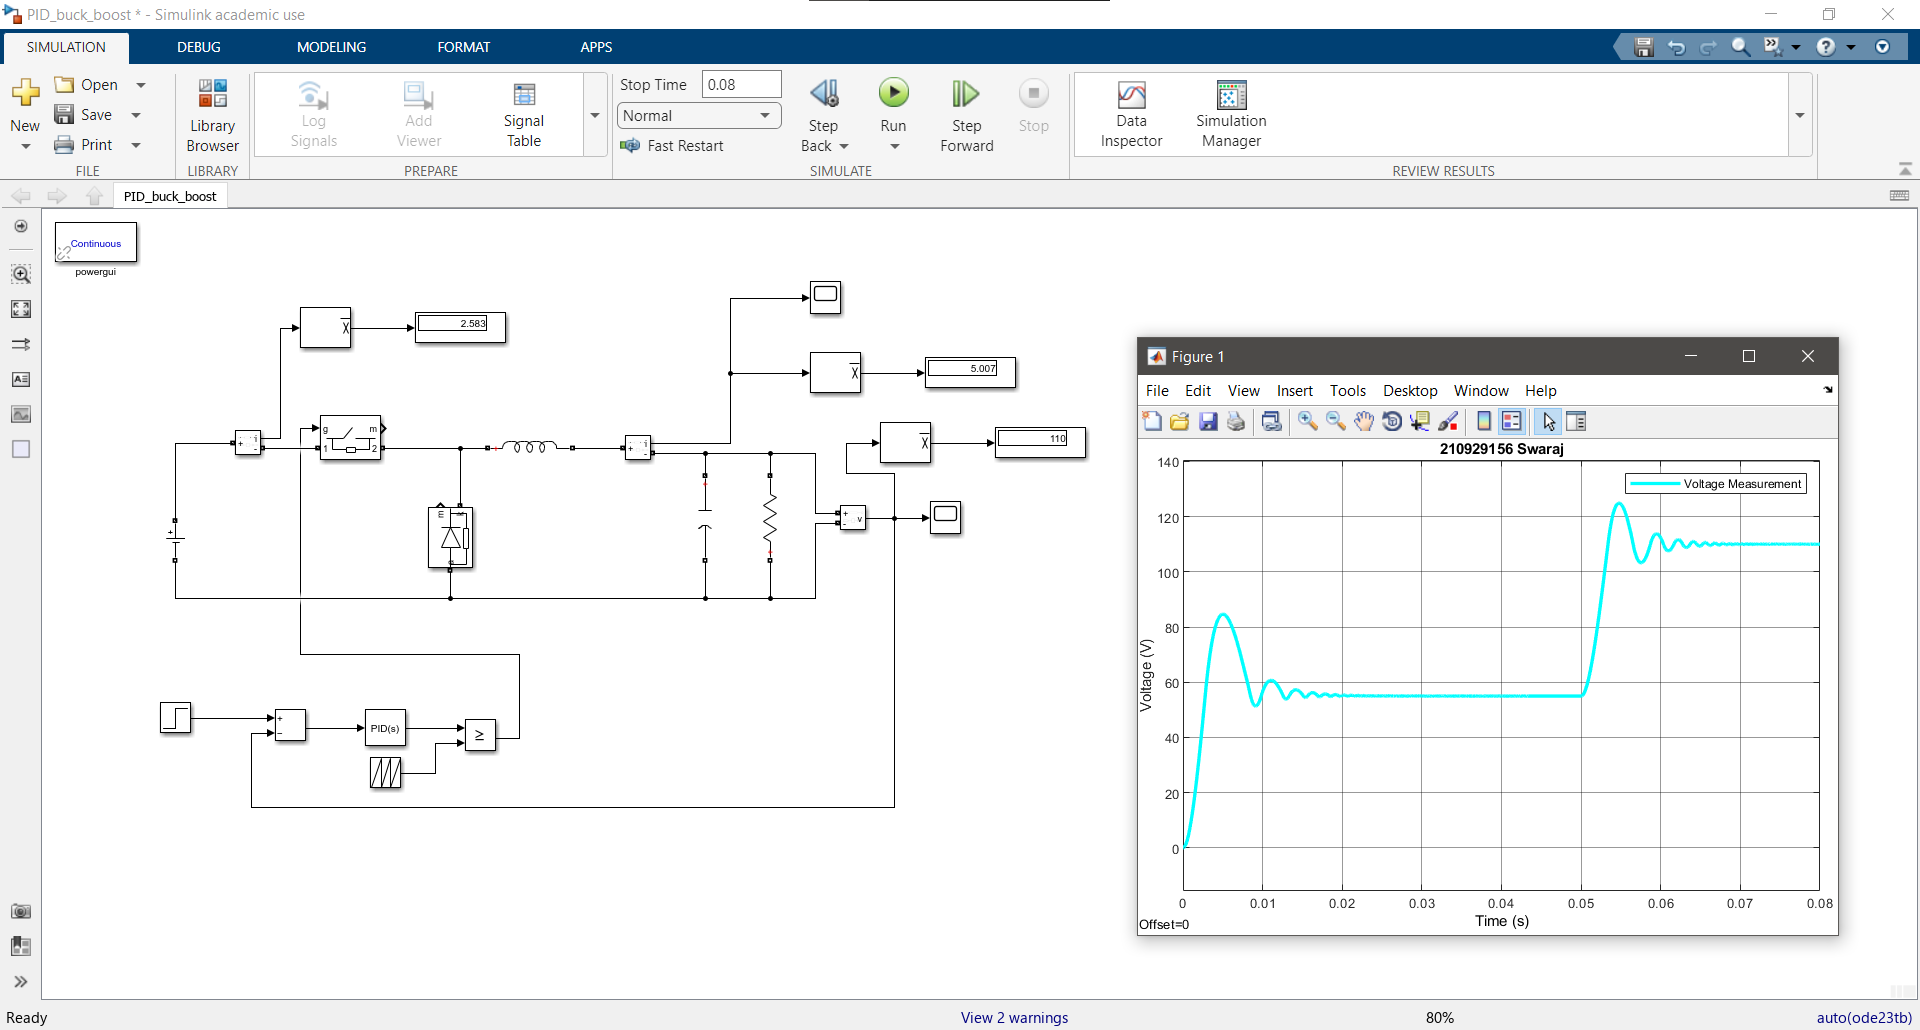 PID_buck_boost * - Simulink academic use
SIMULATION DEBUG MODELING FORMAT APPS
New
Open
Save
Print
FILE
Library
Browser
LIBRARY
Log
Signals
Add
Viewer
Signal
Table
PREPARE
Stop Time 0.08
Normal
Fast Restart
Step
Back
Run
Step
Forward
Stop
SIMULATE
Data
Inspector
Simulation
Manager
REVIEW RESULTS
PID_buck_boost
Continuous
powergui
2.583
5.007
110
g m
1 2
i
+
-
i
+
-
m
+
-
v
+
−
PID(s)
≥
Figure 1
File Edit View Insert Tools Desktop Window Help
210929156 Swaraj
Voltage Measurement
Voltage (V)
140
120
100
80
60
40
20
0
0 0.01 0.02 0.03 0.04 0.05 0.06 0.07 0.08
Time (s)
Offset=0
Ready View 2 warnings 80% auto(ode23tb)